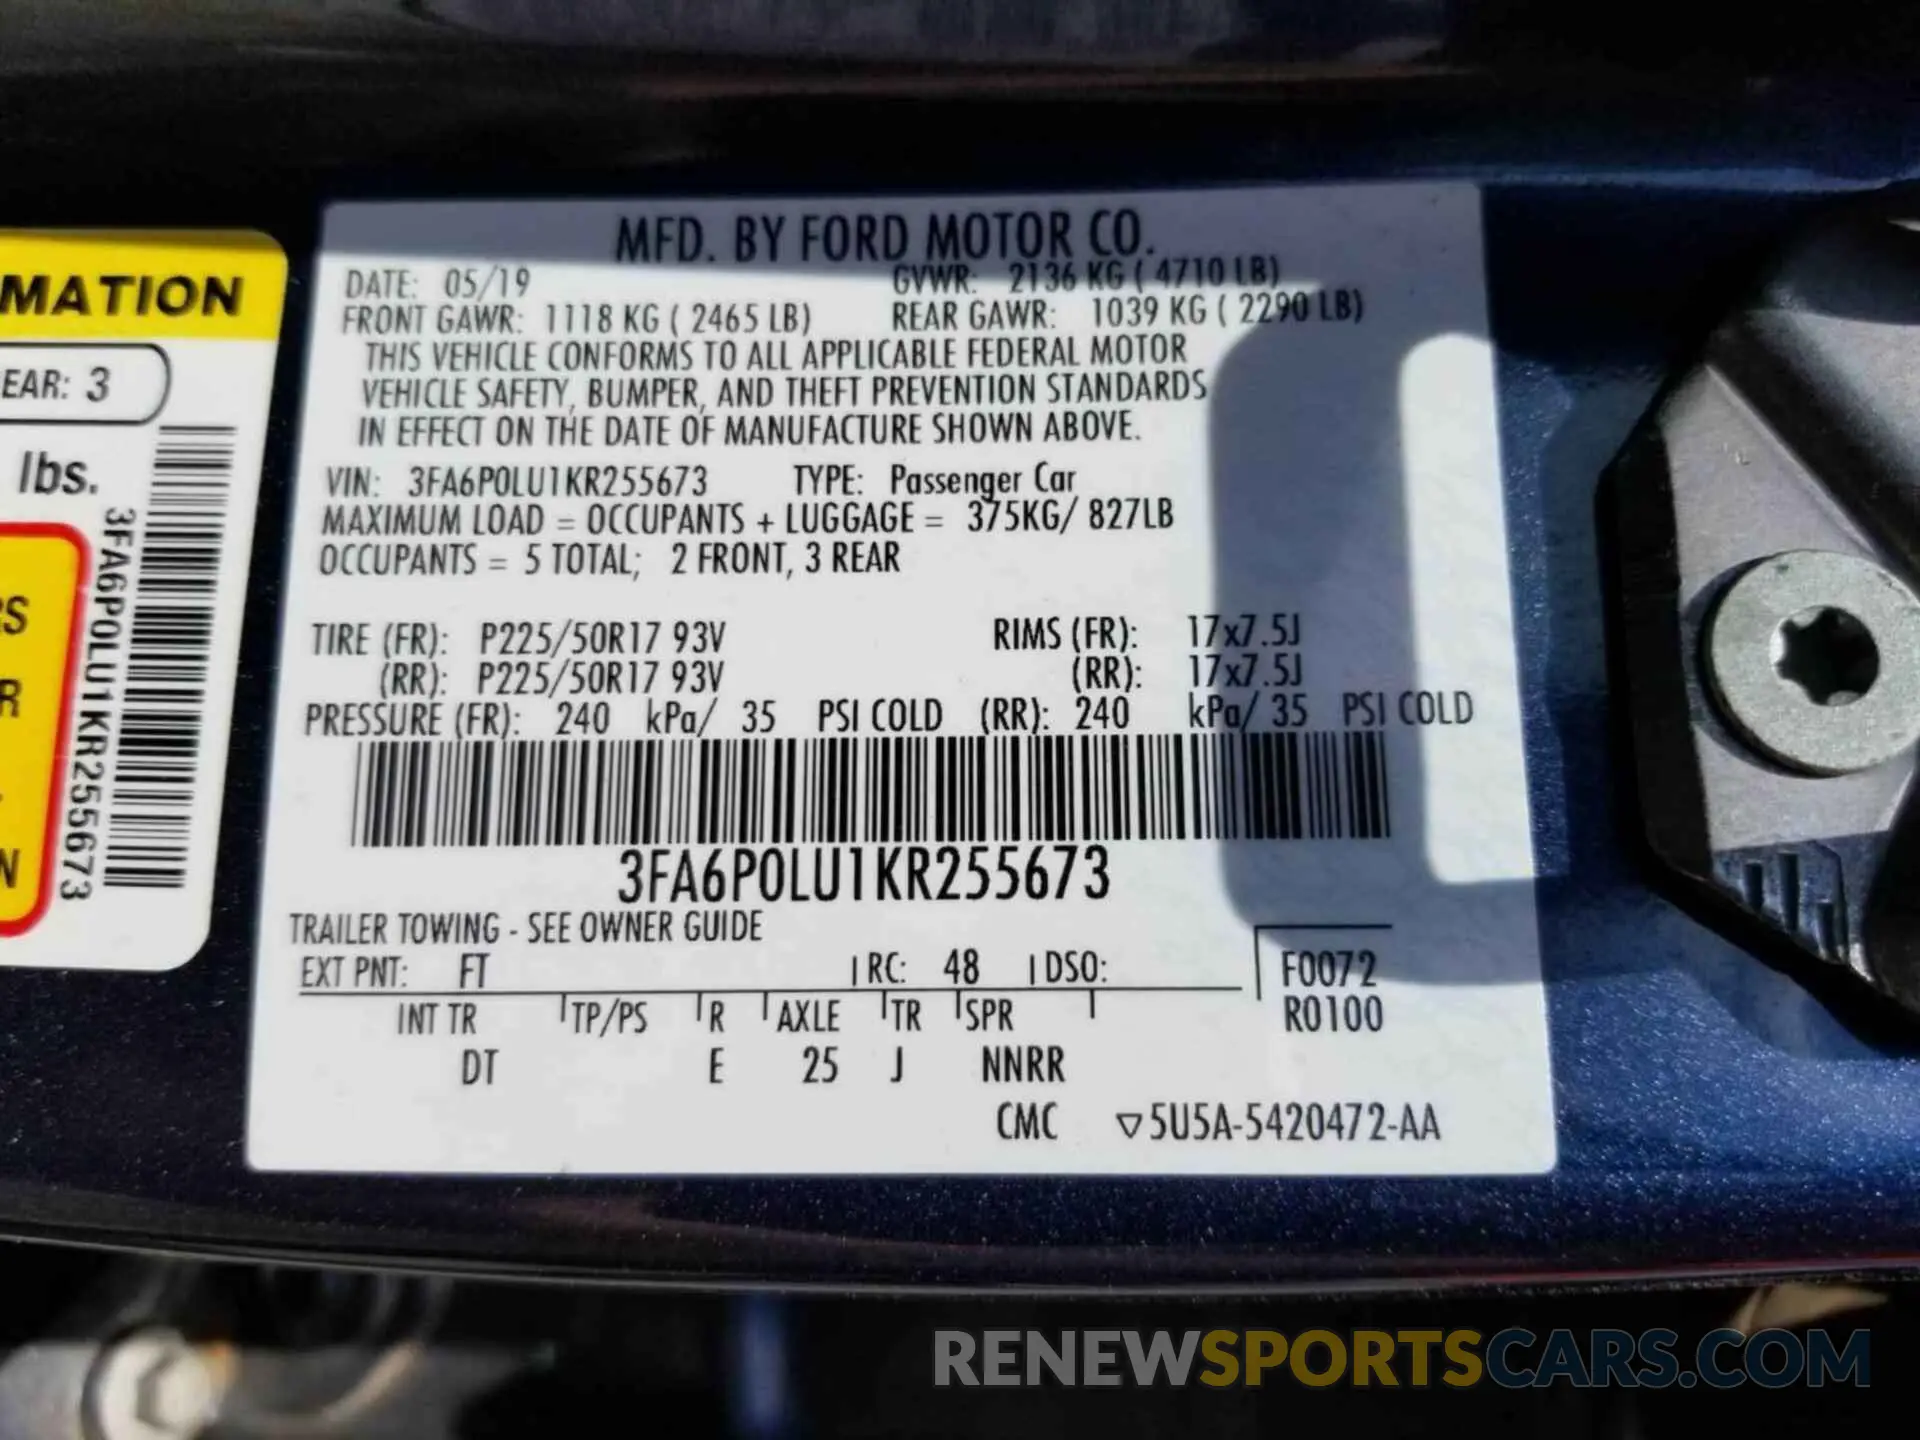 MFD. BY FORD MOTOR CO.
DATE: 05/19 GVWR: 2136 KG ( 4710 LB)
FRONT GAWR: 1118 KG ( 2465 LB) REAR GAWR: 1039 KG ( 2290 LB)
THIS VEHICLE CONFORMS TO ALL APPLICABLE FEDERAL MOTOR
VEHICLE SAFETY, BUMPER, AND THEFT PREVENTION STANDARDS
IN EFFECT ON THE DATE OF MANUFACTURE SHOWN ABOVE.
VIN: 3FA6P0LU1KR255673 TYPE: Passenger Car
MAXIMUM LOAD = OCCUPANTS + LUGGAGE = 375KG/ 827LB
OCCUPANTS = 5 TOTAL; 2 FRONT, 3 REAR
TIRE (FR): P225/50R17 93V RIMS (FR): 17x7.5J
(RR): P225/50R17 93V (RR): 17x7.5J
PRESSURE (FR): 240 kPa/ 35 PSI COLD (RR): 240 kPa/ 35 PSI COLD
3FA6P0LU1KR255673
TRAILER TOWING - SEE OWNER GUIDE
EXT PNT: FT RC: 48 DSO: F0072
INT TR TP/PS R AXLE TR SPR R0100
DT E 25 J NNRR
CMC ▽5U5A-5420472-AA
MATION
EAR: 3
lbs.
3FA6P0LU1KR255673
RS
R
N
RENEWSPORTSCARS.COM